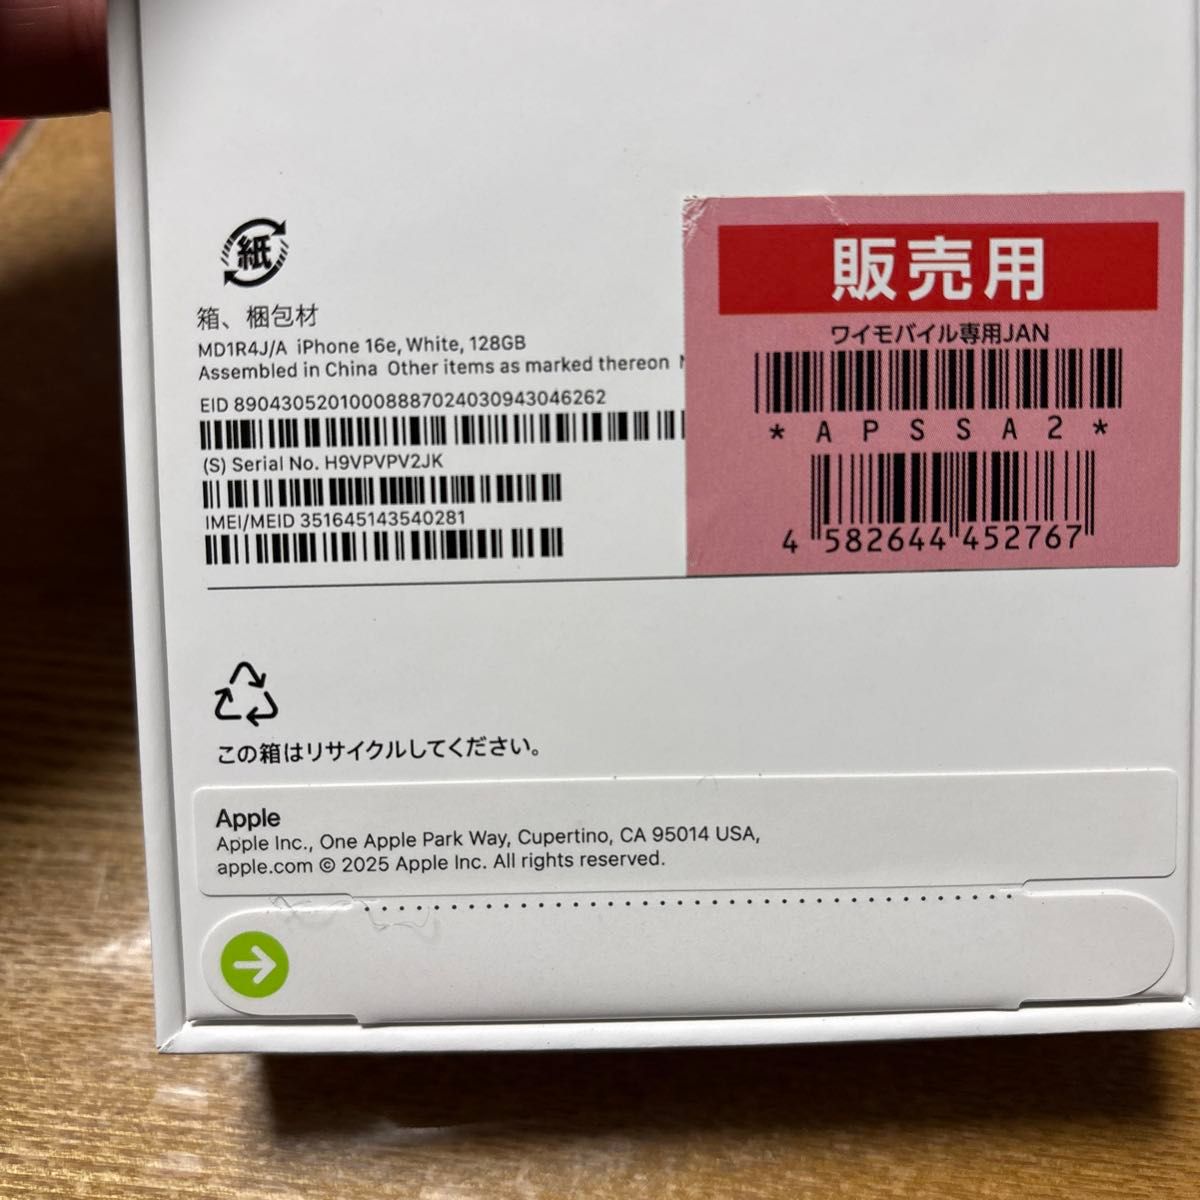 紙
箱、梱包材
MD1R4J/A iPhone 16e, White, 128GB
Assembled in China Other items as marked thereon
EID 89043052010008887024030943046262
(S) Serial No. H9VPVPV2JK
IMEI/MEID 351645143540281
販売用
ワイモバイル専用JAN
* A P S S A 2 *
4 582644 452767
この箱はリサイクルしてください。
Apple
Apple Inc., One Apple Park Way, Cupertino, CA 95014 USA,
apple.com © 2025 Apple Inc. All rights reserved.